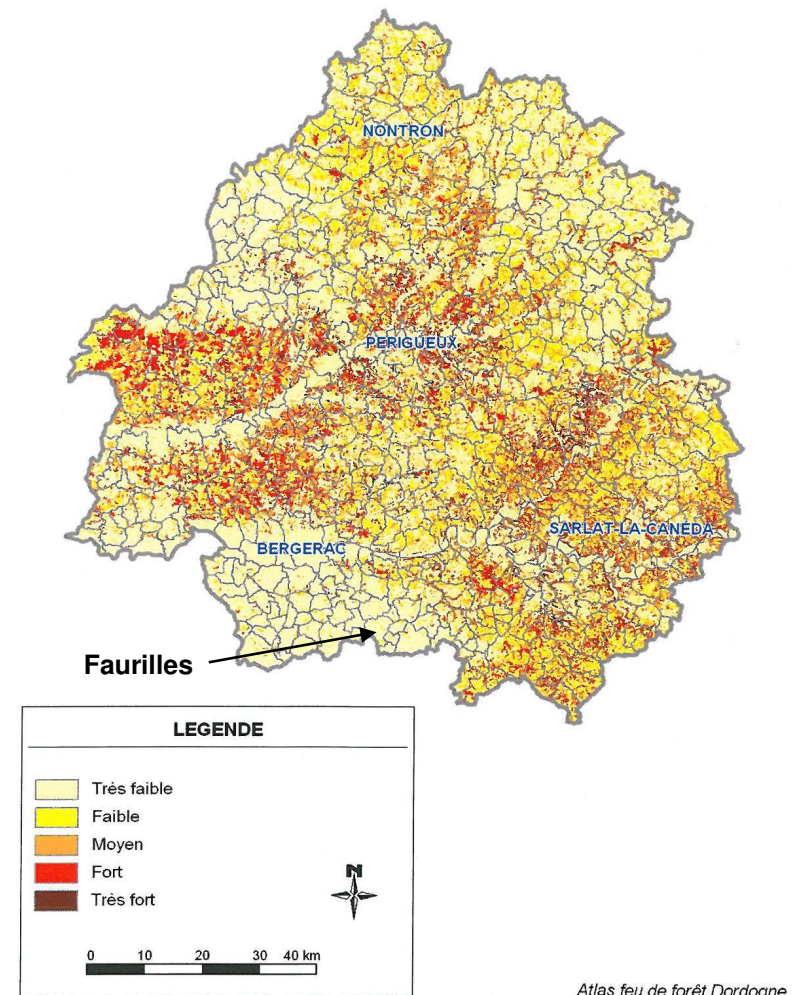 NONTRON
PERIGUEUX
SARLAT-LA-CANÉDA
BERGERAC
Faurilles
LEGENDE
Très faible
Faible
Moyen
Fort
Très fort
N
0 10 20 30 40 km
Atlas feu de forêt Dordogne